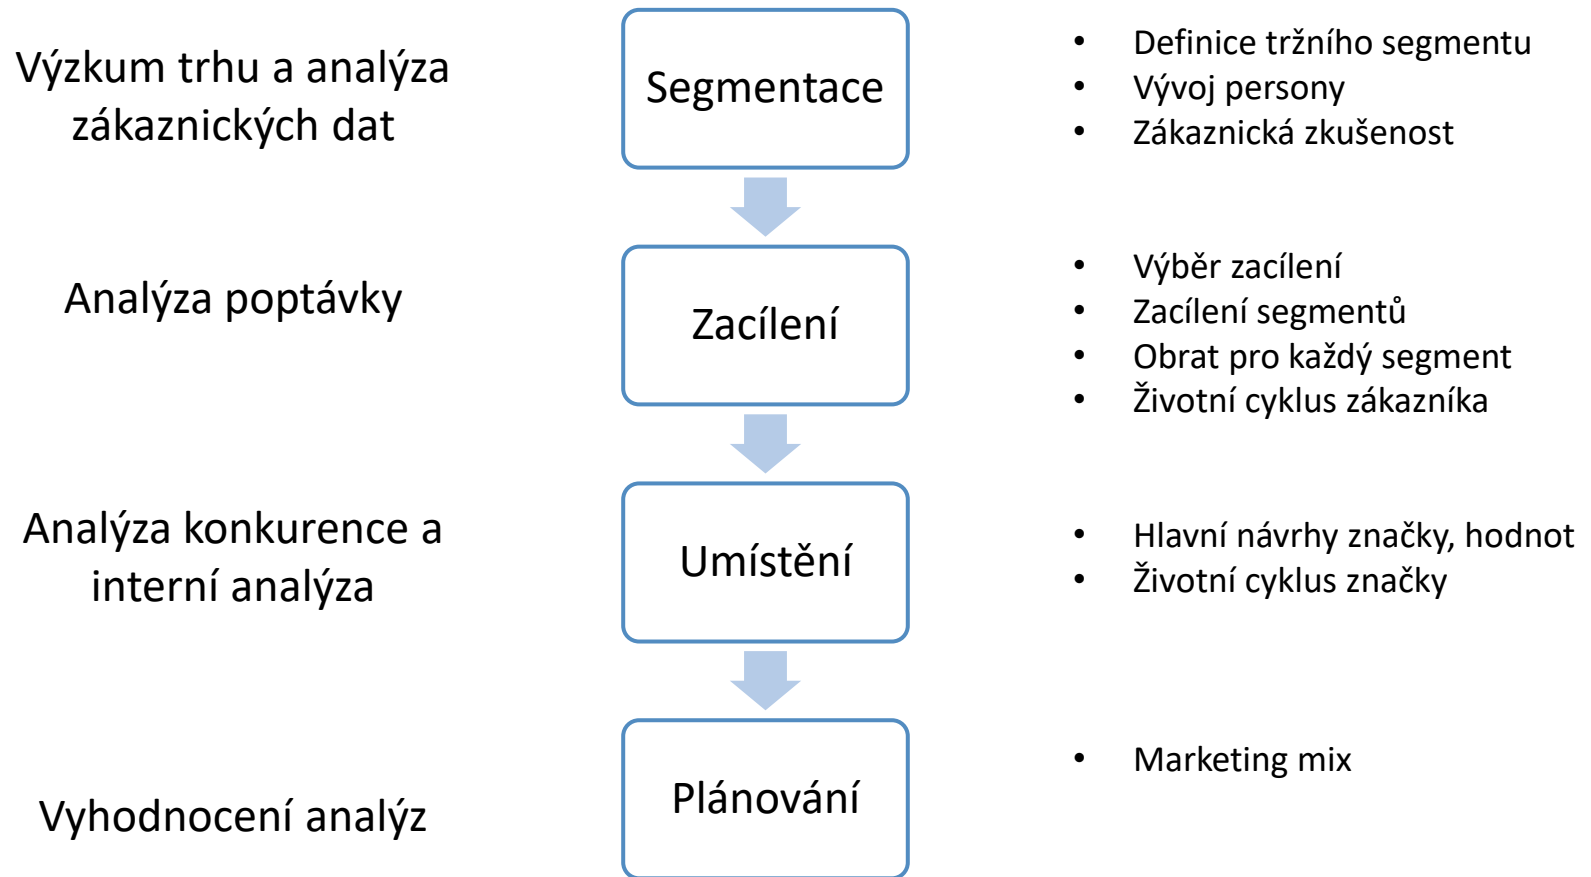 Výzkum trhu a analýza
zákaznických dat
Segmentace
• Definice tržního segmentu
• Vývoj persony
• Zákaznická zkušenost
Analýza poptávky
Zacílení
• Výběr zacílení
• Zacílení segmentů
• Obrat pro každý segment
• Životní cyklus zákazníka
Analýza konkurence a
interní analýza
Umístění
• Hlavní návrhy značky, hodnot
• Životní cyklus značky
Vyhodnocení analýz
Plánování
• Marketing mix